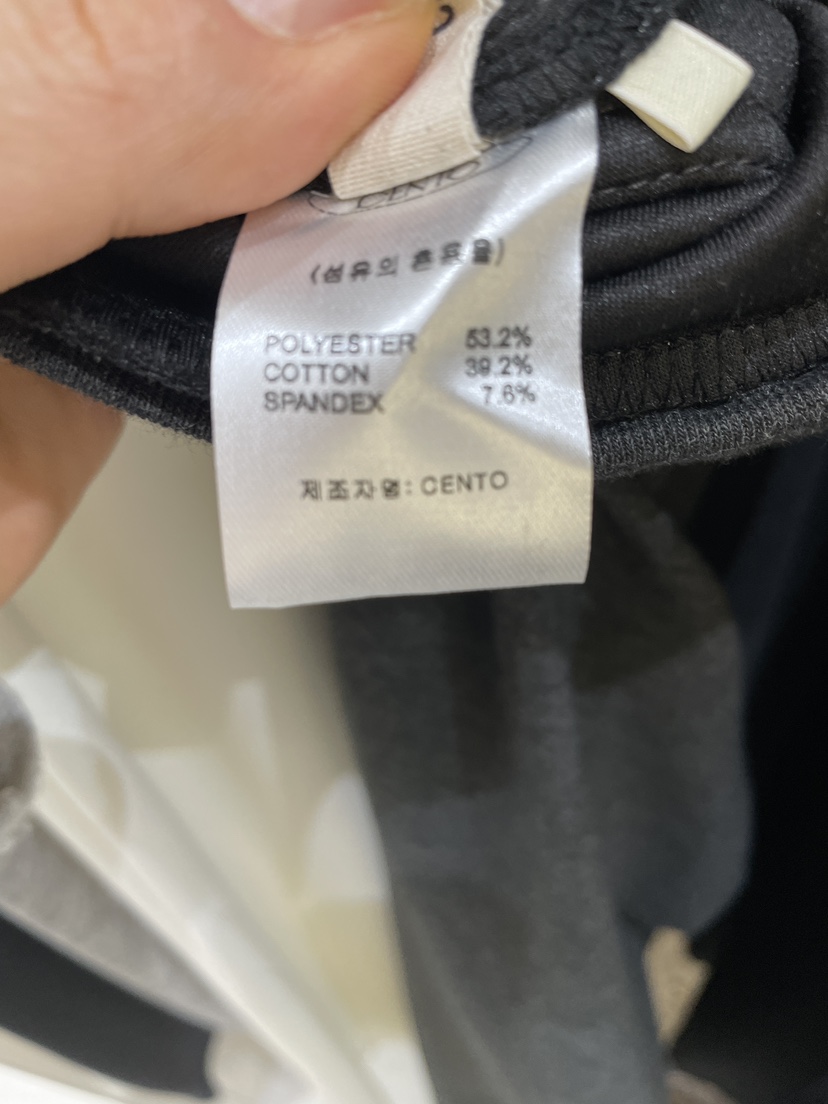 CENTO
(섬유의 혼용율)
POLYESTER 53.2%
COTTON 39.2%
SPANDEX 7.6%
제조자명: CENTO